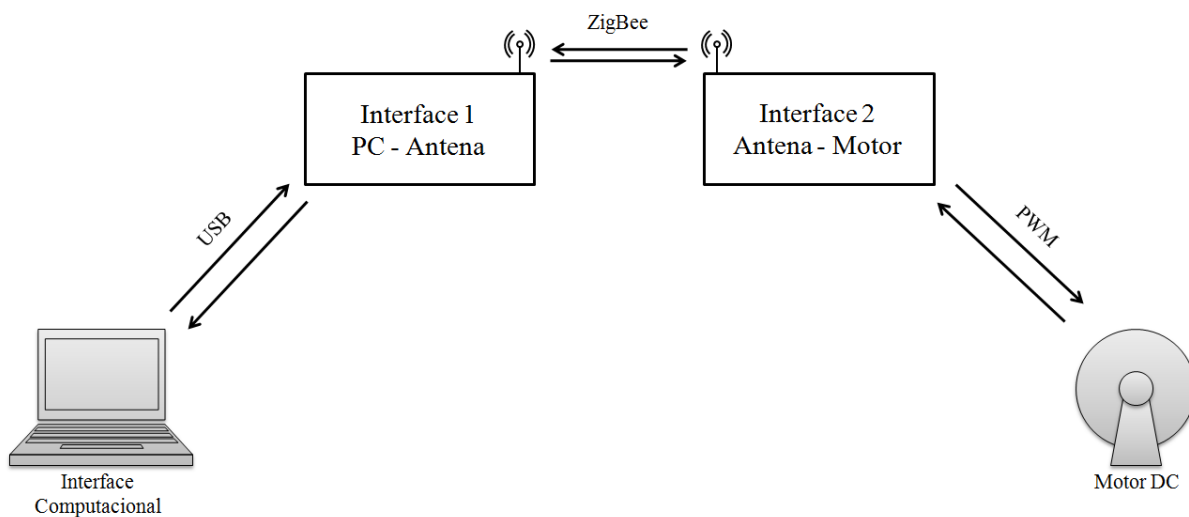 ZigBee
Interface 1
PC - Antena
Interface 2
Antena - Motor
USB
PWM
Interface
Computacional
Motor DC